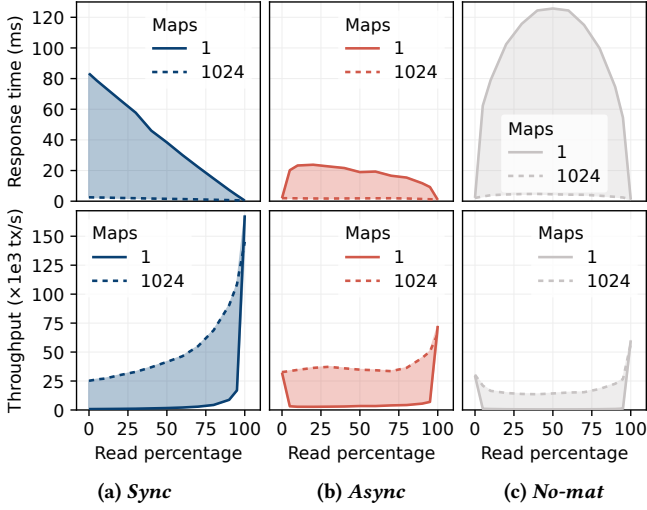 Response time (ms)
120
100
80
60
40
20
0
Maps
1
1024
Maps
1
1024
Maps
1
1024
Throughput (×1e3 tx/s)
150
125
100
75
50
25
0
Maps
1
1024
Maps
1
1024
Maps
1
1024
0 25 50 75 100
0 25 50 75 100
0 25 50 75 100
Read percentage
Read percentage
Read percentage
(a) Sync
(b) Async
(c) No-mat